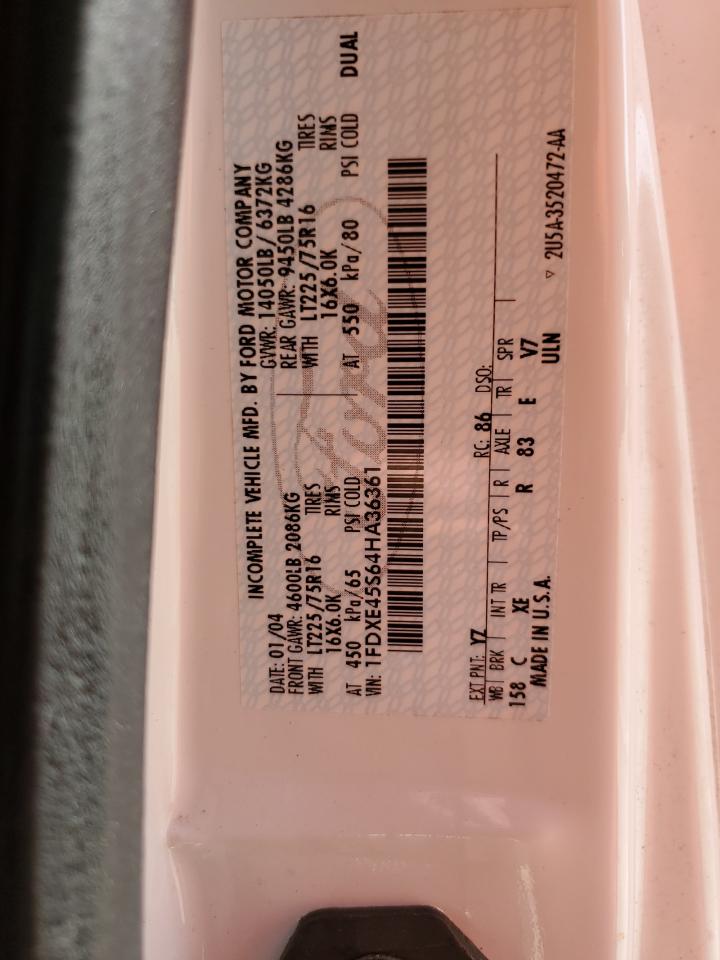 INCOMPLETE VEHICLE MFD. BY FORD MOTOR COMPANY
DATE: 01/04 GVWR: 14050LB/ 6372KG
FRONT GAWR: 4600LB 2086KG REAR GAWR: 9450LB 4286KG
WITH LT225/75R16 TIRES WITH LT225/75R16 TIRES
16X6.0K RIMS 16X6.0K RIMS
AT 450 kPa/65 PSI COLD AT 550 kPa/80 PSI COLD DUAL
VIN: 1FDXE45S64HA36361
Ford
EXT PNT: YZ RC: 86 DSO:
WB BRK INT TR TP/PS R AXLE TR SPR
158 C XE R 83 E V7
MADE IN U.S.A. ULN
▽ 2U5A-3520472-AA